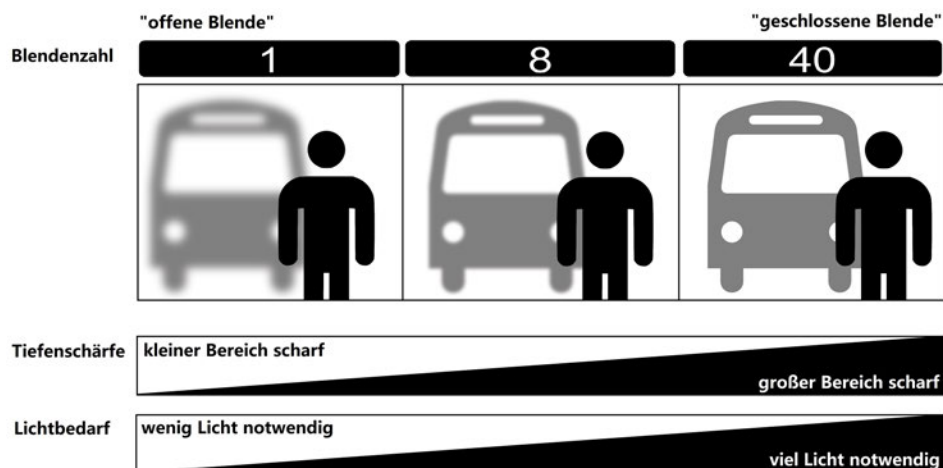 "offene Blende" "geschlossene Blende"
Blendenzahl 1 8 40
Tiefenschärfe kleiner Bereich scharf
großer Bereich scharf
Lichtbedarf wenig Licht notwendig
viel Licht notwendig